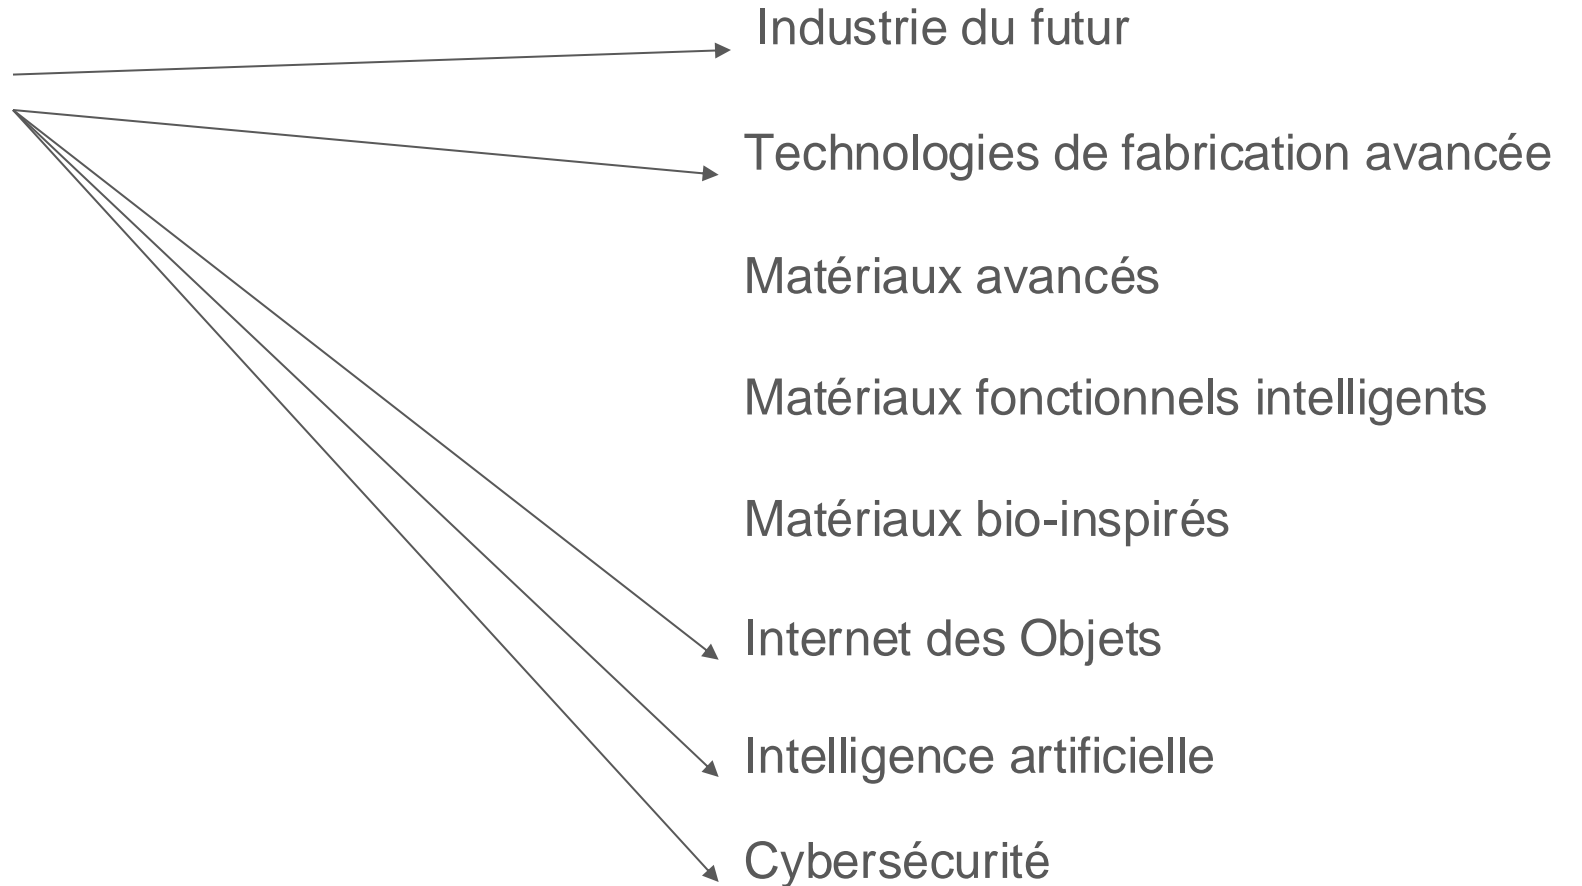 Industrie du futur
Technologies de fabrication avancée
Matériaux avancés
Matériaux fonctionnels intelligents
Matériaux bio-inspirés
Internet des Objets
Intelligence artificielle
Cybersécurité